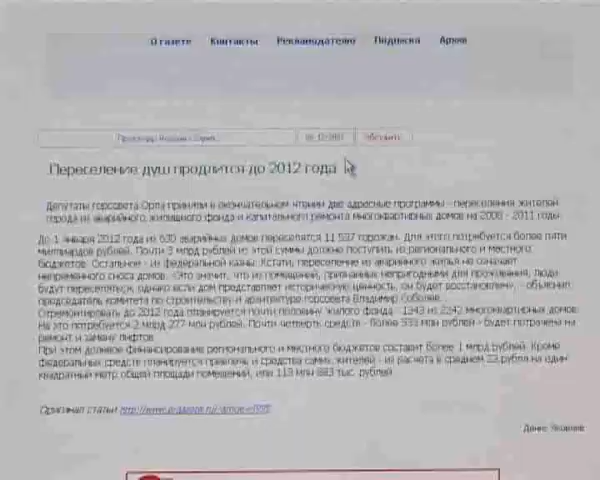 О газете Контакты Рекламодателю Подписка Архив
Переселение душ продлится до 2012 года
Депутаты горсовета Орла приняли в окончательном чтении две адресные программы - переселения жителей
города из аварийного жилищного фонда и капитального ремонта многоквартирных домов на 2008 - 2011 годы.
До 1 января 2012 года из 630 аварийных домов переселятся 11 537 горожан. Для этого потребуется более пяти
миллиардов рублей. Почти 3 млрд рублей из этой суммы должно поступить из регионального и местного
бюджетов. Остальное - из федеральной казны. Кстати, переселение из аварийного жилья не означает
непременного сноса домов. «Это значит, что из помещений, признанных непригодными для проживания, люди
будут переселяться, однако если дом представляет историческую ценность, он будет восстановлен», - объяснил
председатель комитета по строительству и архитектуре горсовета Владимир Соболев.
Отремонтировать до 2012 года планируется почти половину жилого фонда - 1243 из 2242 многоквартирных домов.
На это потребуется 2 млрд 277 млн рублей. Почти четверть средств - более 533 млн рублей - будет потрачена на
ремонт и замену лифтов.
При этом долевое финансирование регионального и местного бюджетов составит более 1 млрд рублей. Кроме
федеральных средств планируется привлечь и средства самих жителей - из расчета в среднем 23 рубля на один
квадратный метр общей площади помещений, или 113 млн 883 тыс. рублей.
Оригинал статьи
Денис Яковлев